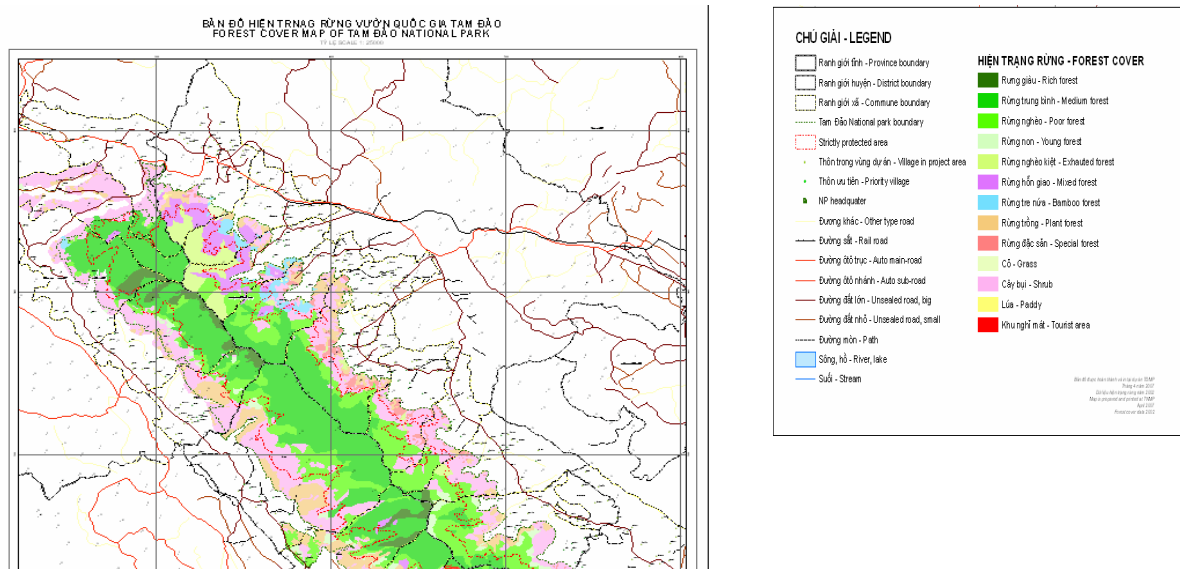 BẢN ĐỒ HIỆN TRNAG RỪNG VƯỜN QUỐC GIA TAM ĐẢO
FOREST COVER MAP OF TAM ĐẢO NATIONAL PARK
TỶ LỆ SCALE 1: 25000
CHÚ GIẢI - LEGEND
Ranh giới tỉnh - Province boundary
Ranh giới huyện - District boundary
Ranh giới xã - Commune boundary
Tam Đảo National park boundary
Strictly protected area
Thôn trong vùng dự án - Village in project area
Thôn ưu tiên - Priority village
NP headquater
Đương khác - Other type road
Đường sắt - Rail road
Đường ôtô trục - Auto main-road
Đường ôtô nhánh - Auto sub-road
Đường đất lớn - Unsealed road, big
Đường đất nhỏ - Unsealed road, small
Đường mòn - Path
Sông, hồ - River, lake
Suối - Stream
HIỆN TRẠNG RỪNG - FOREST COVER
Rưng giàu - Rich forest
Rừng trung bình - Medium forest
Rừng nghèo - Poor forest
Rừng non - Young forest
Rừng nghèo kiệt - Exhauted forest
Rừng hỗn giao - Mixed forest
Rừng tre nứa - Bamboo forest
Rừng trồng - Plant forest
Rừng đặc sản - Special forest
Cỏ - Grass
Cây bụi - Shrub
Lúa - Paddy
Khu nghỉ mát - Tourist area